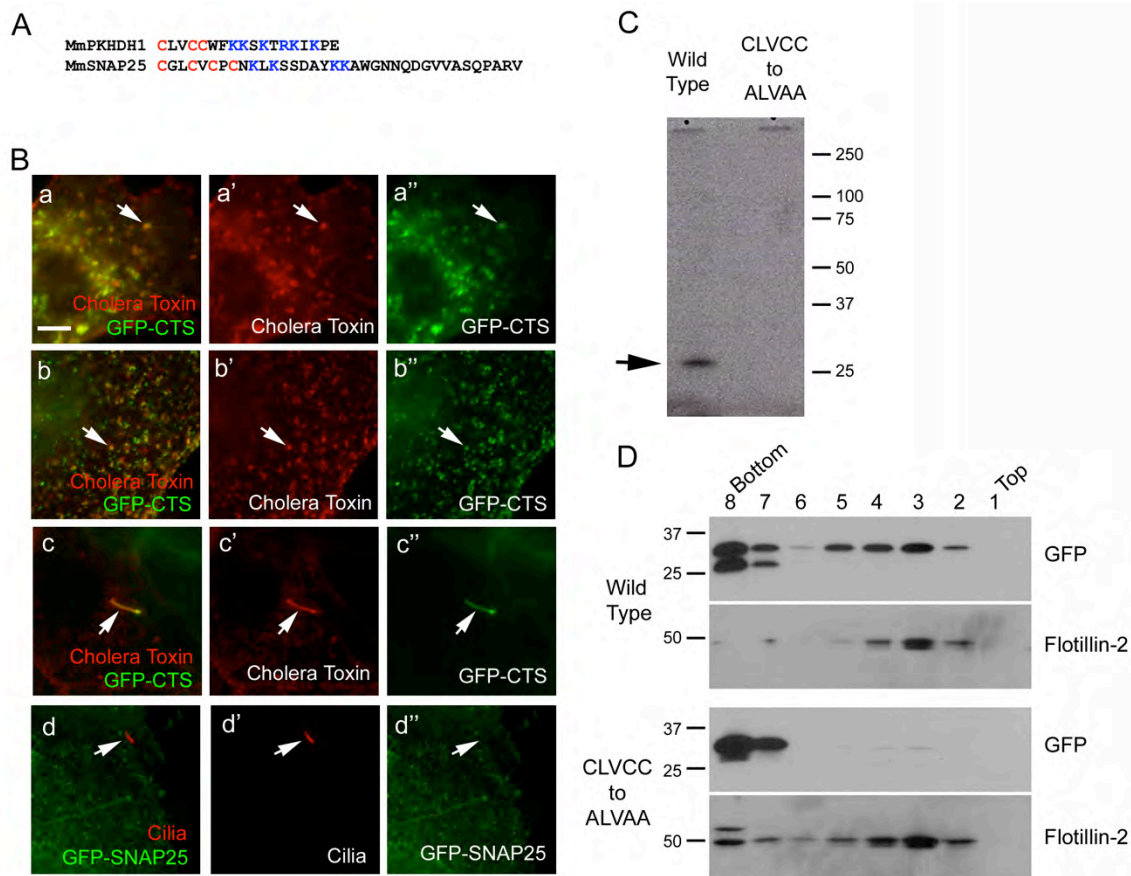 A
MmPKHDH1 CLVCCWFKKSKTRKIKPE
MmSNAP25 CGLCVCPCNKLKSSDAYKKAWGNNQDGVVASQPARV
B
a
Cholera Toxin
GFP-CTS
a'
Cholera Toxin
a''
GFP-CTS
b
Cholera Toxin
GFP-CTS
b'
Cholera Toxin
b''
GFP-CTS
c
Cholera Toxin
GFP-CTS
c'
Cholera Toxin
c''
GFP-CTS
d
Cilia
GFP-SNAP25
d'
Cilia
d''
GFP-SNAP25
C
Wild
Type
CLVCC
to
ALVAA
250
100
75
50
37
25
D
Bottom
Top
8 7 6 5 4 3 2 1
Wild
Type
37
25
GFP
50
Flotillin-2
CLVCC
to
ALVAA
37
25
GFP
50
Flotillin-2